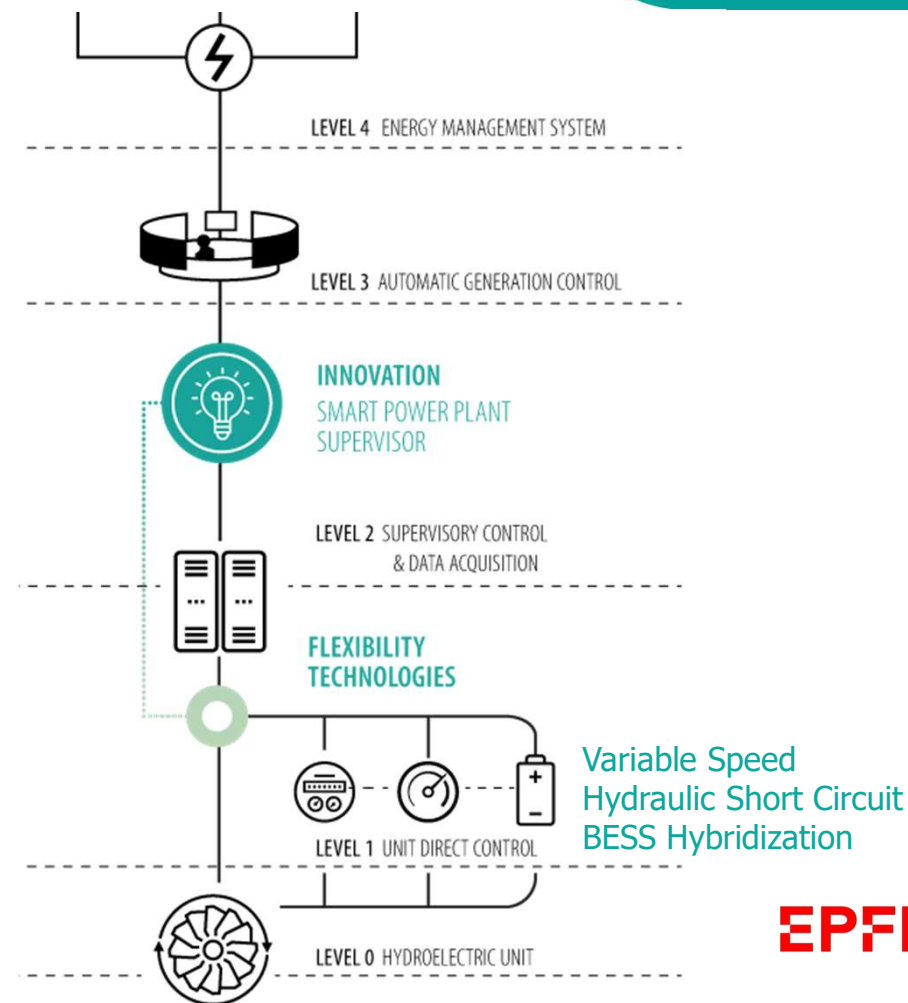 LEVEL 4 ENERGY MANAGEMENT SYSTEM
LEVEL 3 AUTOMATIC GENERATION CONTROL
INNOVATION
SMART POWER PLANT
SUPERVISOR
LEVEL 2 SUPERVISORY CONTROL
& DATA ACQUISITION
FLEXIBILITY
TECHNOLOGIES
Variable Speed
Hydraulic Short Circuit
BESS Hybridization
LEVEL 1 UNIT DIRECT CONTROL
EPFL
LEVEL 0 HYDROELECTRIC UNIT